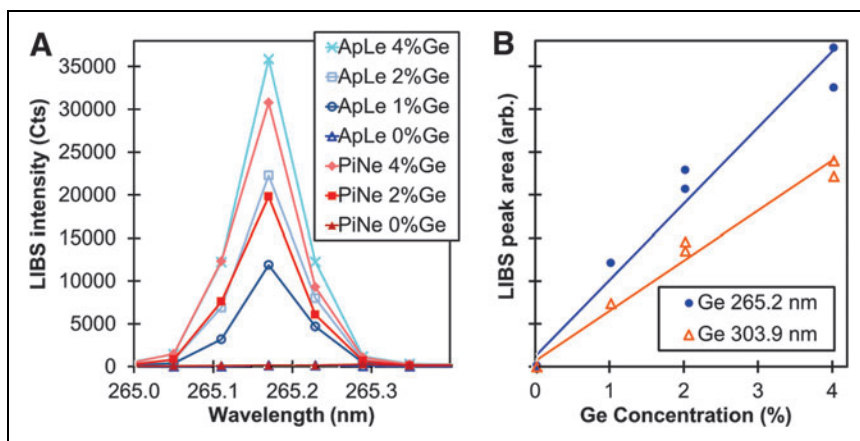 A
LIBS intensity (Cts)
35000
30000
25000
20000
15000
10000
5000
0
265.0
265.1
265.2
265.3
Wavelength (nm)
ApLe 4%Ge
ApLe 2%Ge
ApLe 1%Ge
ApLe 0%Ge
PiNe 4%Ge
PiNe 2%Ge
PiNe 0%Ge
B
LIBS peak area (arb.)
Ge 265.2 nm
Ge 303.9 nm
0
1
2
3
4
Ge Concentration (%)